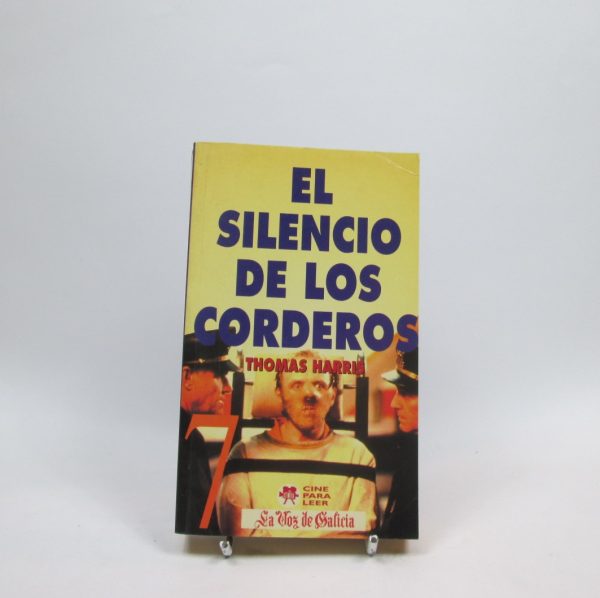 EL
SILENCIO
DE LOS
CORDEROS
THOMAS HARRIS
7
CINE
PARA
LEER
La Voz de Galicia